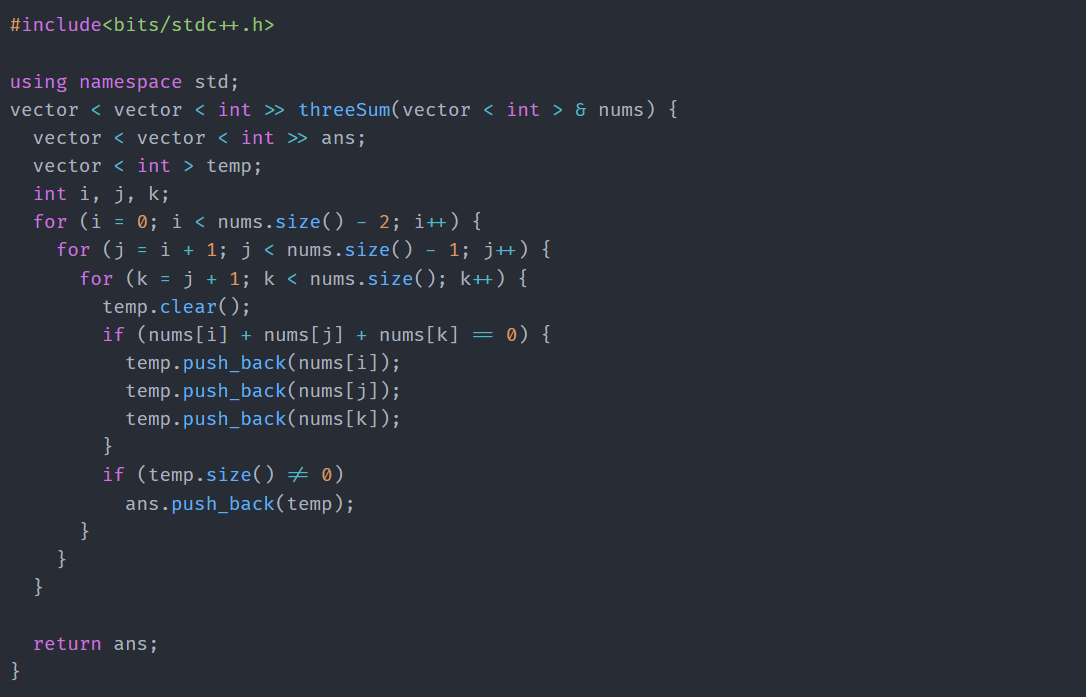 #include<bits/stdc++.h>
using namespace std;
vector < vector < int >> threeSum(vector < int > & nums) {
  vector < vector < int >> ans;
  vector < int > temp;
  int i, j, k;
  for (i = 0; i < nums.size() - 2; i++) {
    for (j = i + 1; j < nums.size() - 1; j++) {
      for (k = j + 1; k < nums.size(); k++) {
        temp.clear();
        if (nums[i] + nums[j] + nums[k] == 0) {
          temp.push_back(nums[i]);
          temp.push_back(nums[j]);
          temp.push_back(nums[k]);
        }
        if (temp.size() != 0)
          ans.push_back(temp);
      }
    }
  }
  return ans;
}